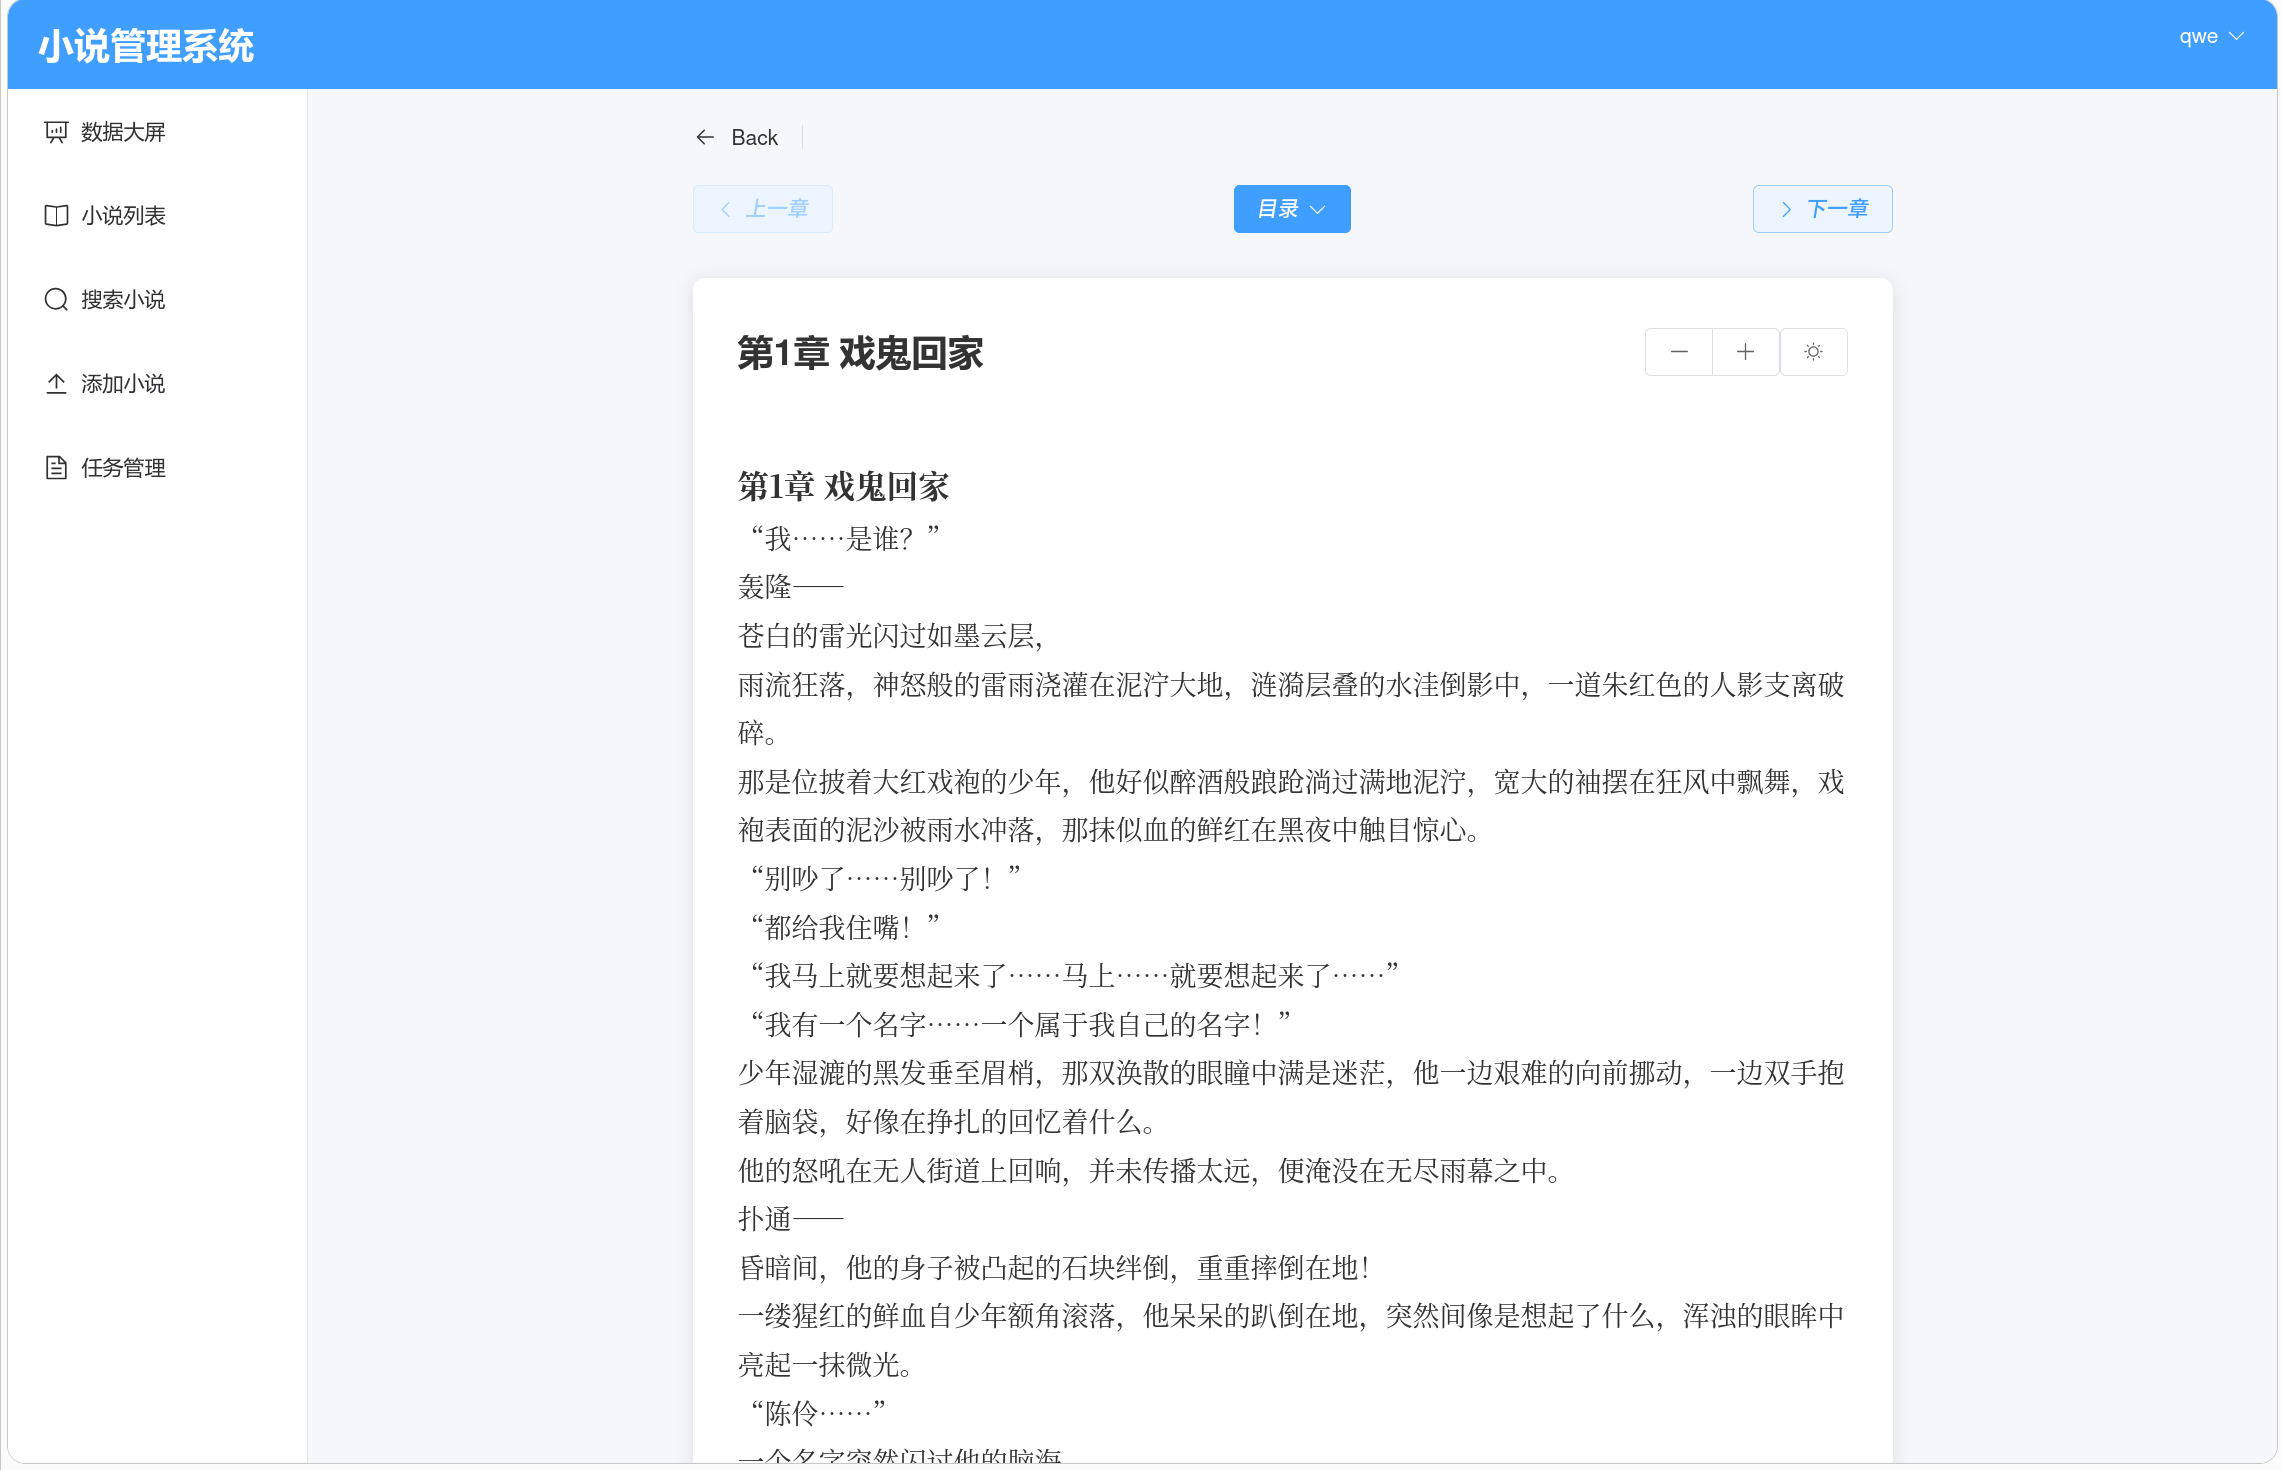 小说管理系统
qwe
数据大屏
小说列表
搜索小说
添加小说
任务管理
Back
上一章
目录
下一章
第1章 戏鬼回家
第1章 戏鬼回家
“我……是谁？”
轰隆——
苍白的雷光闪过如墨云层，
雨流狂落，神怒般的雷雨浇灌在泥泞大地，涟漪层叠的水洼倒影中，一道朱红色的人影支离破
碎。
那是位披着大红戏袍的少年，他好似醉酒般踉跄淌过满地泥泞，宽大的袖摆在狂风中飘舞，戏
袍表面的泥沙被雨水冲落，那抹似血的鲜红在黑夜中触目惊心。
“别吵了……别吵了！”
“都给我住嘴！”
“我马上就要想起来了……马上……就要想起来了……”
“我有一个名字……一个属于我自己的名字！”
少年湿漉的黑发垂至眉梢，那双涣散的眼瞳中满是迷茫，他一边艰难的向前挪动，一边双手抱
着脑袋，好像在挣扎的回忆着什么。
他的怒吼在无人街道上回响，并未传播太远，便淹没在无尽雨幕之中。
扑通——
昏暗间，他的身子被凸起的石块绊倒，重重摔倒在地！
一缕猩红的鲜血自少年额角滚落，他呆呆的趴倒在地，突然间像是想起了什么，浑浊的眼眸中
亮起一抹微光。
“陈伶……”
一个名字突然闪过他的脑海